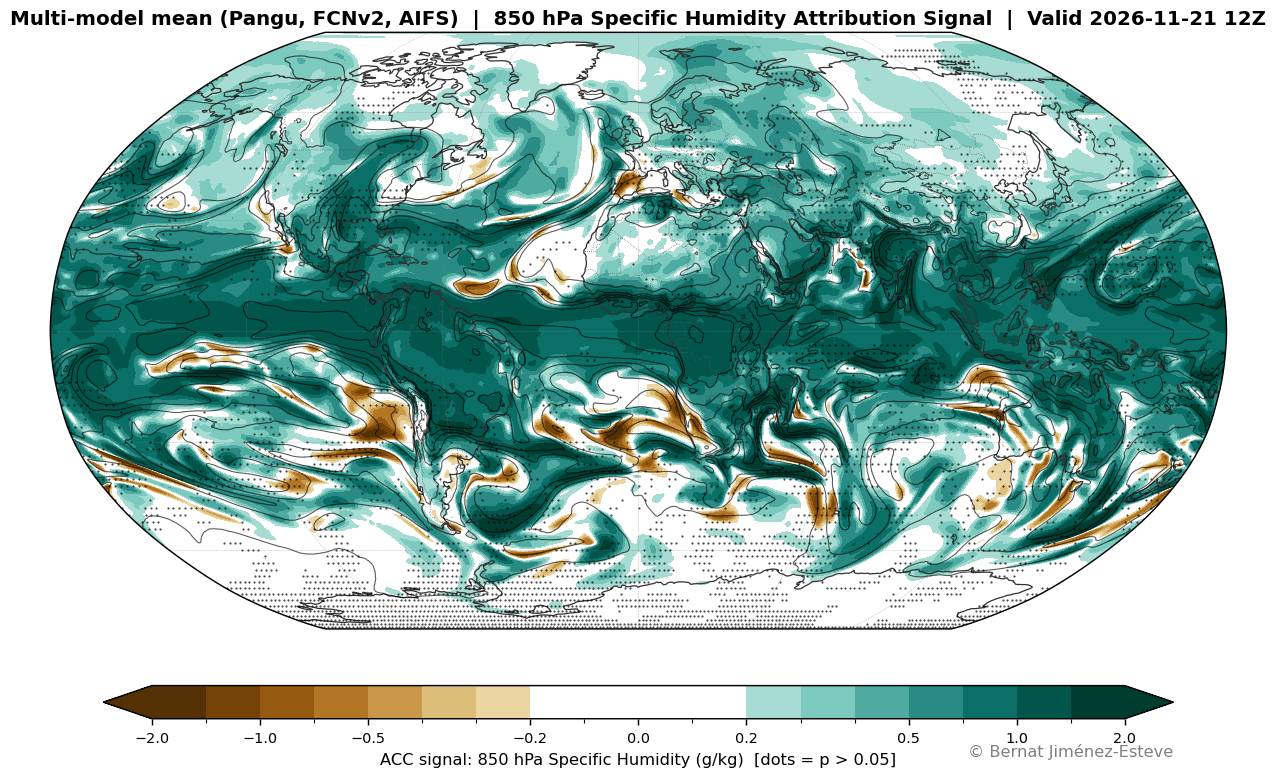 Multi-model mean (Pangu, FCNv2, AIFS)  |  850 hPa Specific Humidity Attribution Signal  |  Valid 2026-11-21 12Z
−2.0 −1.0 −0.5 −0.2 0.0 0.2 0.5 1.0 2.0
ACC signal: 850 hPa Specific Humidity (g/kg)  [dots = p > 0.05]
© Bernat Jiménez-Esteve